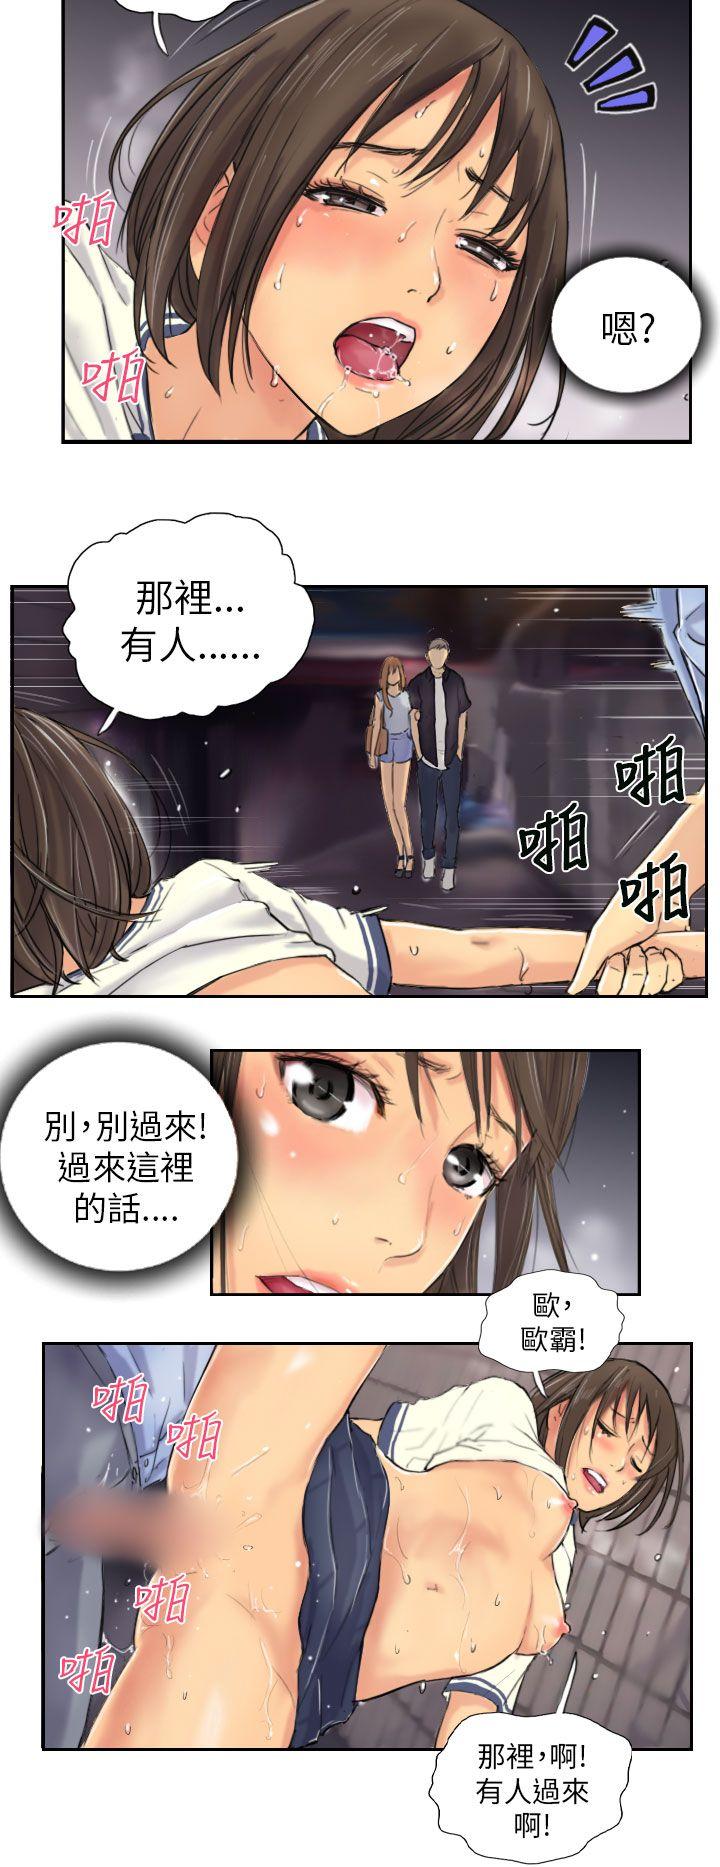 啪
啪
嗯?
那裡...
有人......
啪
啪
啪
別,別過來!
過來這裡
的話....
歐,
歐霸!
啪
啪
啪
啪
那裡,啊!
有人過來
啊!